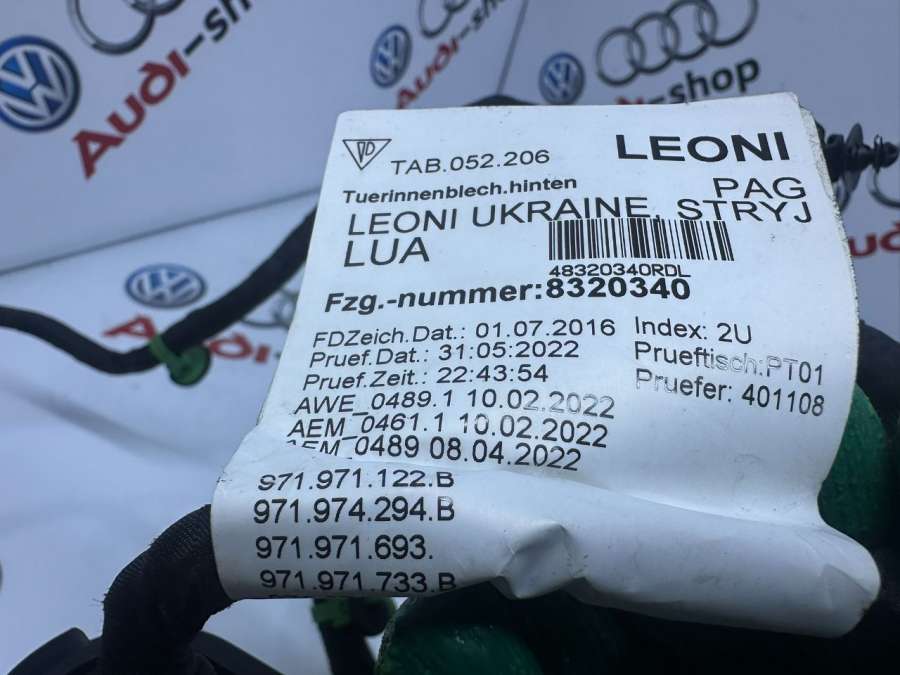 Audi-shop
Audi-shop
Audi-shop
TAB.052.206
LEONI
Tuerinnenblech.hinten
PAG
LEONI UKRAINE, STRYJ
LUA
48320340RDL
Fzg.-nummer:8320340
FDZeich.Dat.: 01.07.2016 Index: 2U
Pruef.Dat.: 31:05:2022 Prueftisch:PT01
Pruef.Zeit.: 22:43:54 Pruefer: 401108
AWE_0489.1 10.02.2022
AEM_0461.1 10.02.2022
AEM_0489 08.04.2022
971.971.122.B
971.974.294.B
971.971.693.
971.971.733.B